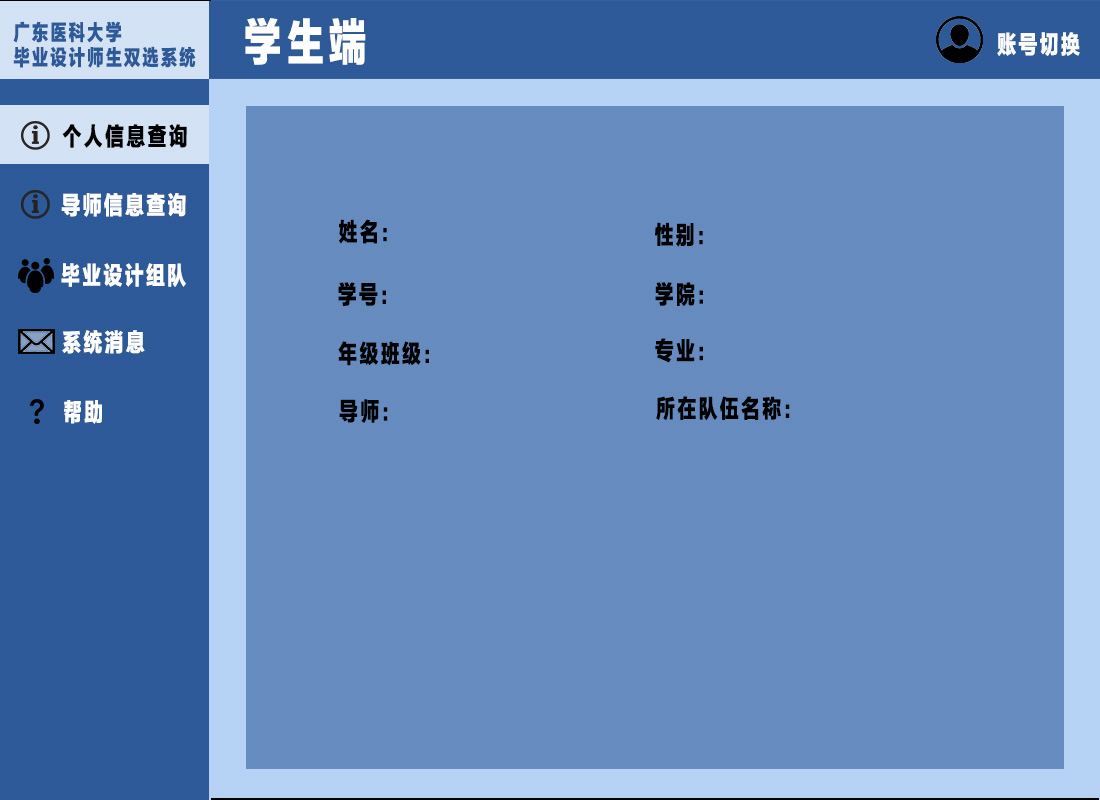 广东医科大学
毕业设计师生双选系统
学生端
账号切换
个人信息查询
导师信息查询
毕业设计组队
系统消息
? 帮助
姓名:
性别:
学号:
学院:
年级班级:
专业:
导师:
所在队伍名称: